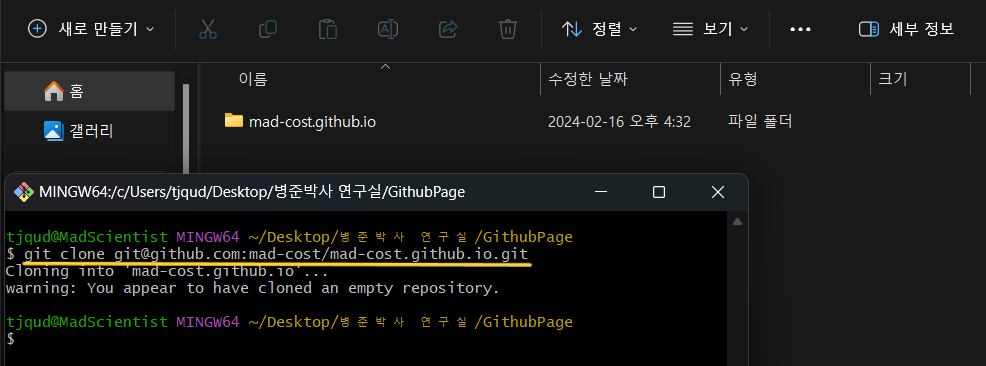 새로 만들기 정렬 보기 세부 정보
이름 수정한 날짜 유형 크기
홈
갤러리
mad-cost.github.io 2024-02-16 오후 4:32 파일 폴더
MINGW64:/c/Users/tjqud/Desktop/병준박사 연구실/GithubPage
tjqud@MadScientist MINGW64 ~/Desktop/병준박사 연구실/GithubPage
$ git clone git@github.com:mad-cost/mad-cost.github.io.git
Cloning into 'mad-cost.github.io'...
warning: You appear to have cloned an empty repository.
tjqud@MadScientist MINGW64 ~/Desktop/병준박사 연구실/GithubPage
$